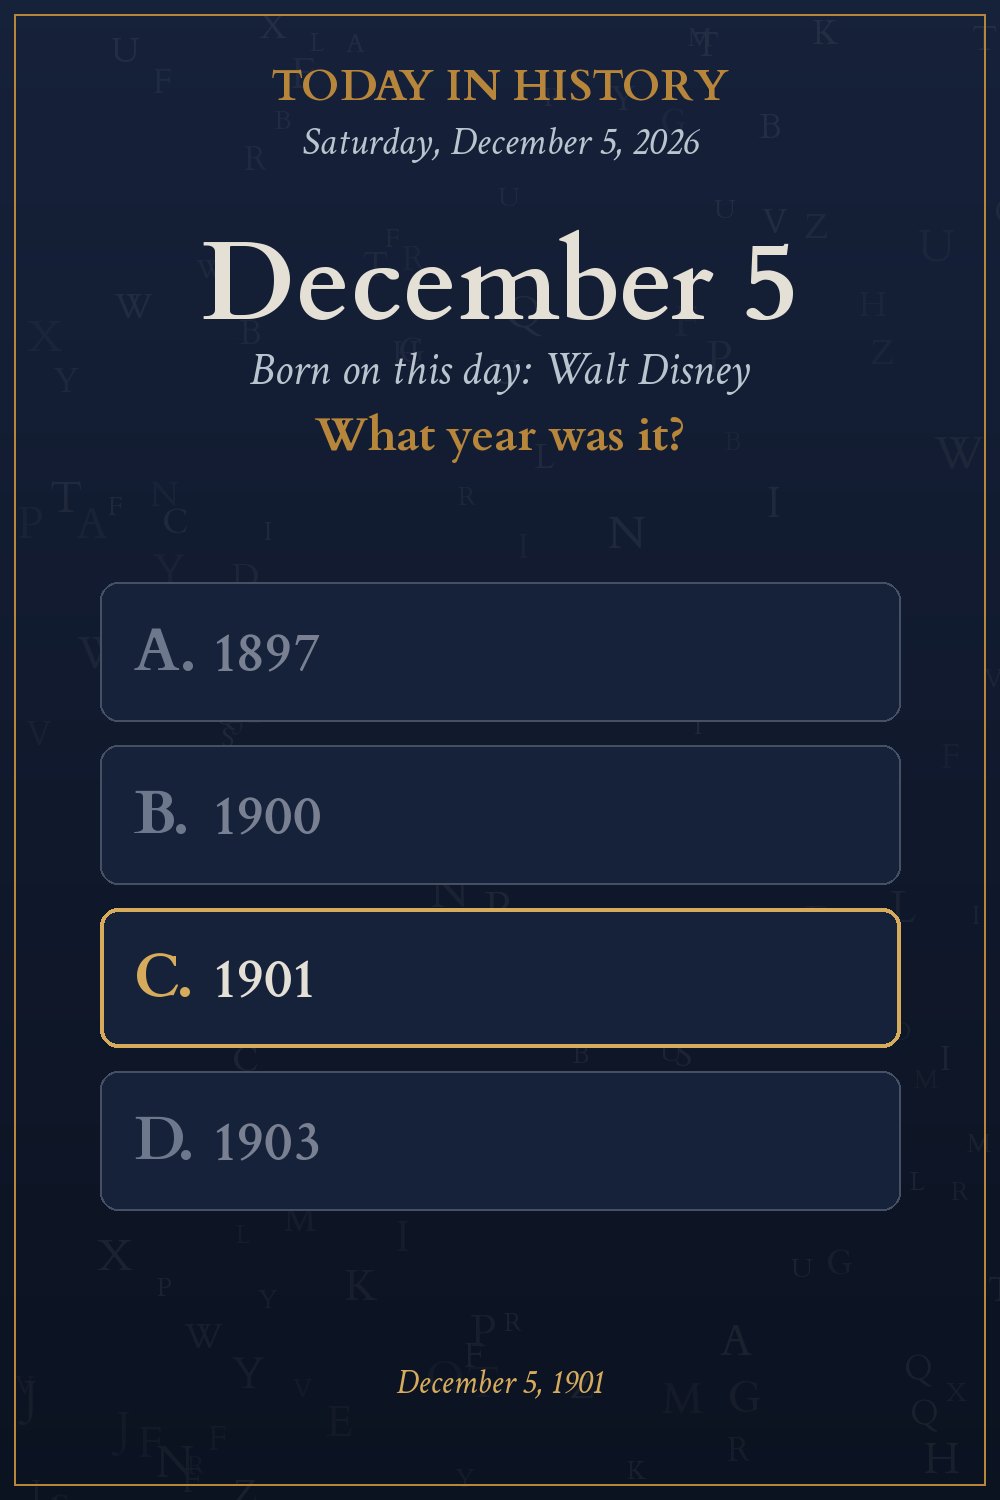 TODAY IN HISTORY
Saturday, December 5, 2026
December 5
Born on this day: Walt Disney
What year was it?
A. 1897
B. 1900
C. 1901
D. 1903
December 5, 1901